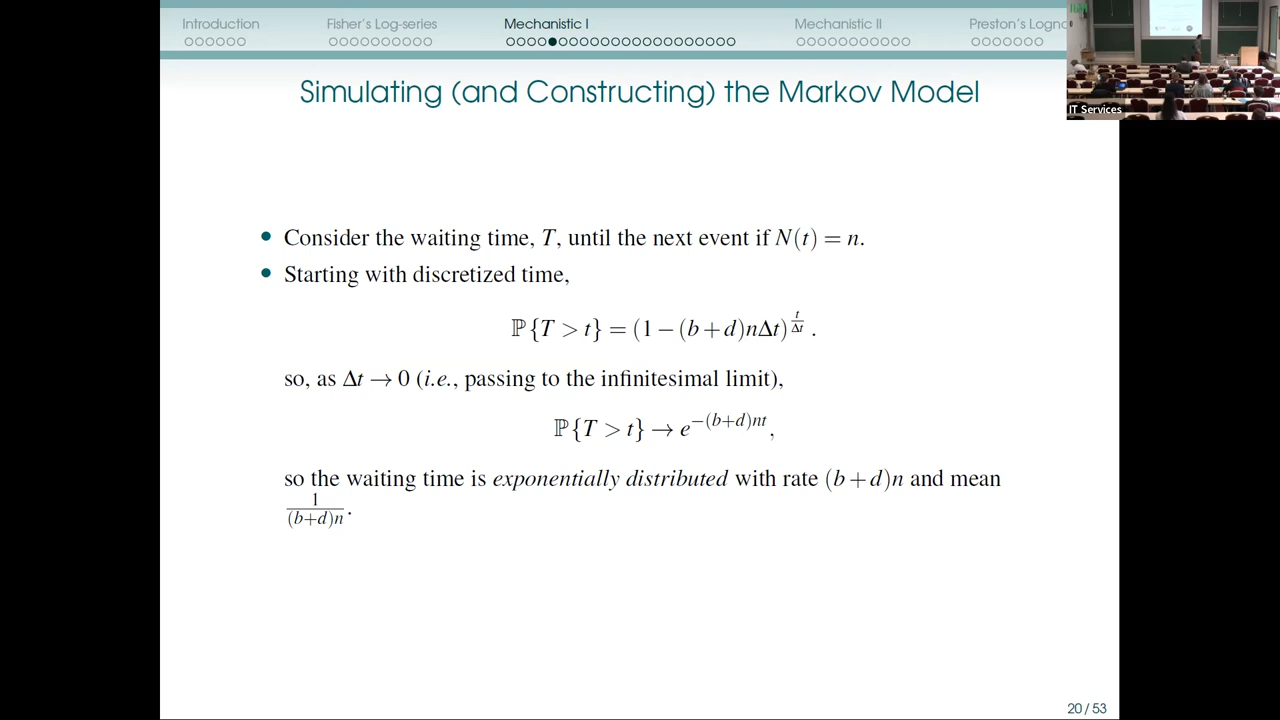 Introduction Fisher's Log-series Mechanistic I Mechanistic II Preston's Logno
Simulating (and Constructing) the Markov Model
IT Services
• Consider the waiting time, T, until the next event if N(t) = n.
• Starting with discretized time,
ℙ{T > t} = (1 − (b + d)nΔt)^{t/Δt} .
so, as Δt → 0 (i.e., passing to the infinitesimal limit),
ℙ{T > t} → e^{−(b+d)nt},
so the waiting time is exponentially distributed with rate (b + d)n and mean
1/(b+d)n.
20 / 53